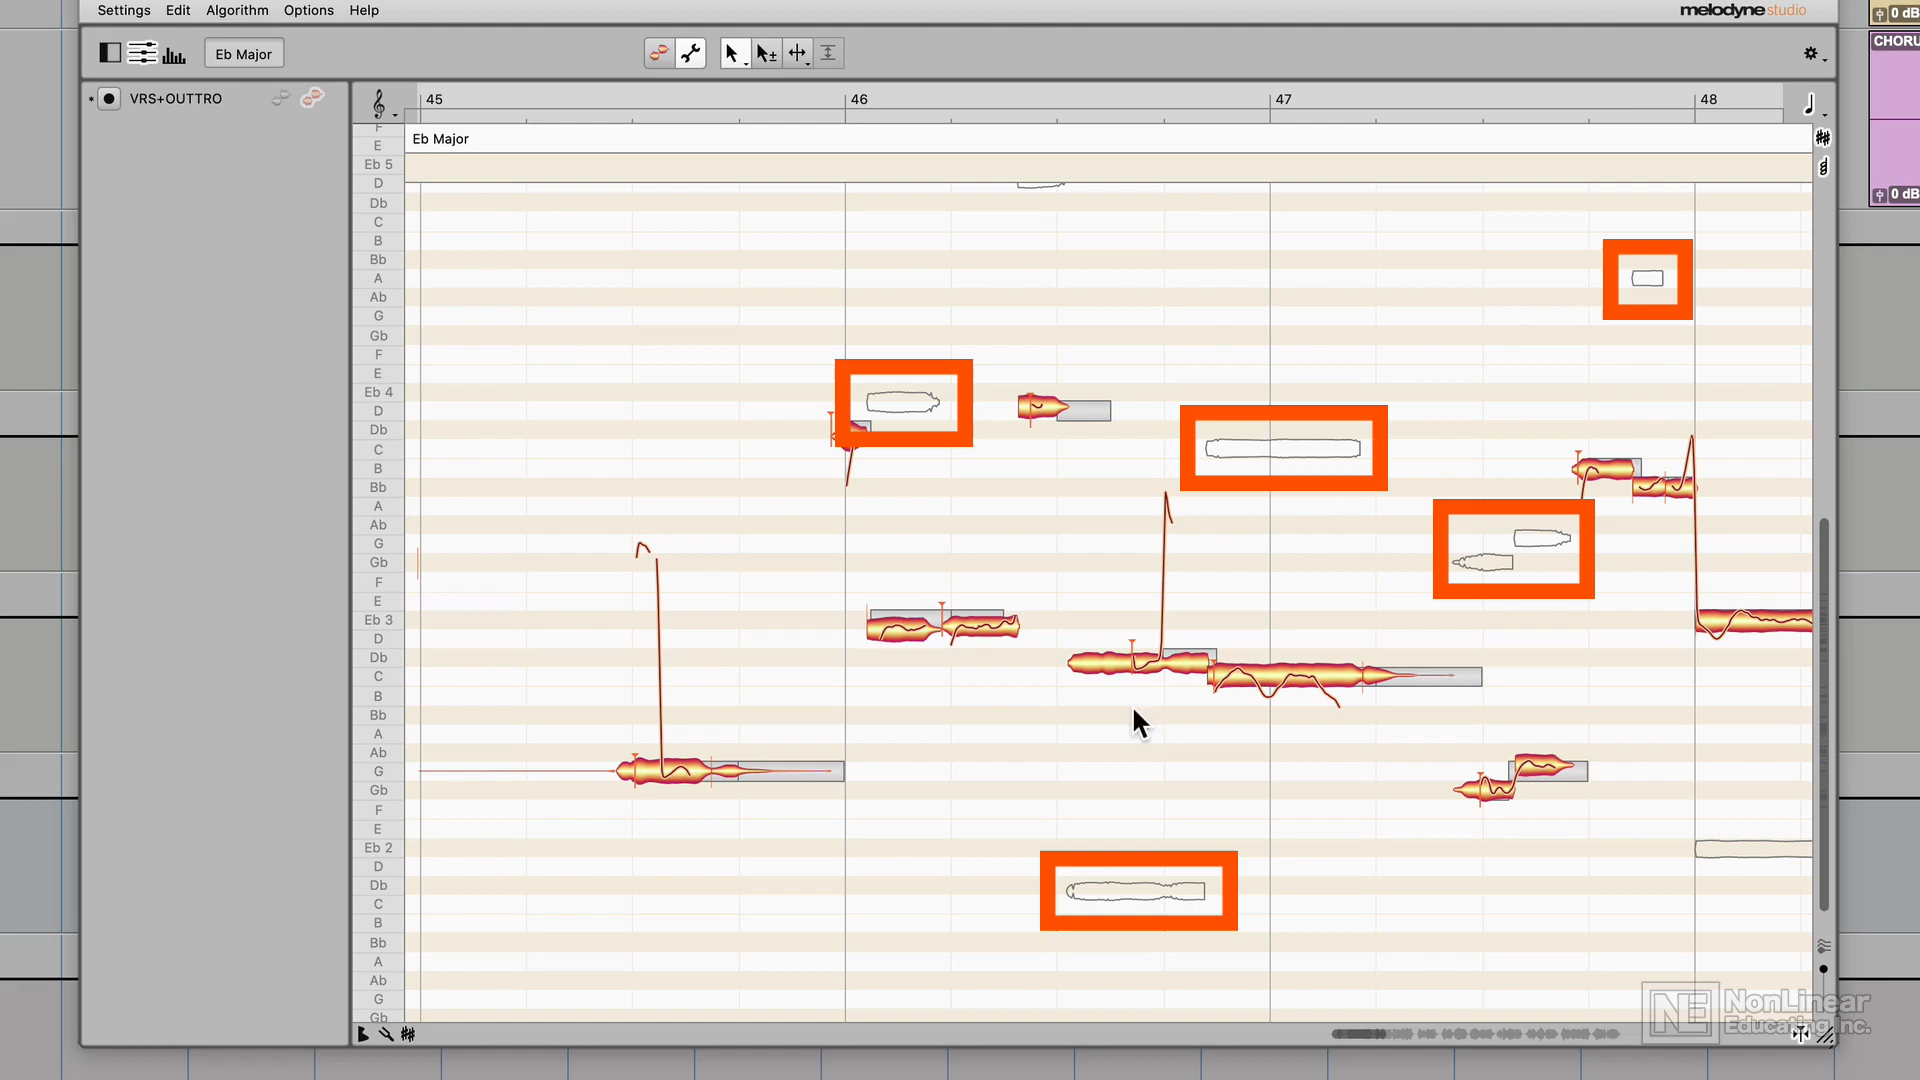 Settings Edit Algorithm Options Help
melodyne studio
0 dB
CHORU
Eb Major
VRS+OUTTRO
45 46 47 48
Eb Major
F
E
Eb 5
D
Db
C
B
Bb
A
Ab
G
Gb
F
E
Eb 4
D
Db
C
B
Bb
A
Ab
G
Gb
F
E
Eb 3
D
Db
C
B
Bb
A
Ab
G
Gb
F
E
Eb 2
D
Db
C
B
Bb
A
Ab
G
Gb
0 dB
NE NonLinear
Educating Inc.